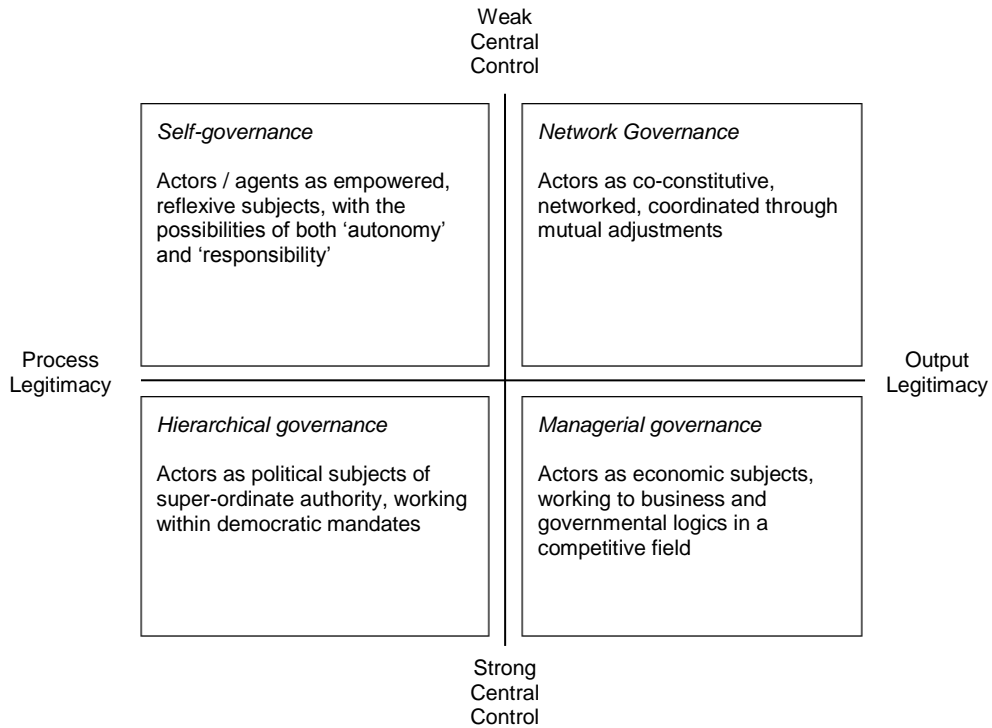 Weak
Central
Control
Self-governance
Actors / agents as empowered,
reflexive subjects, with the
possibilities of both ‘autonomy’
and ‘responsibility’
Network Governance
Actors as co-constitutive,
networked, coordinated through
mutual adjustments
Process
Legitimacy
Output
Legitimacy
Hierarchical governance
Actors as political subjects of
super-ordinate authority, working
within democratic mandates
Managerial governance
Actors as economic subjects,
working to business and
governmental logics in a
competitive field
Strong
Central
Control